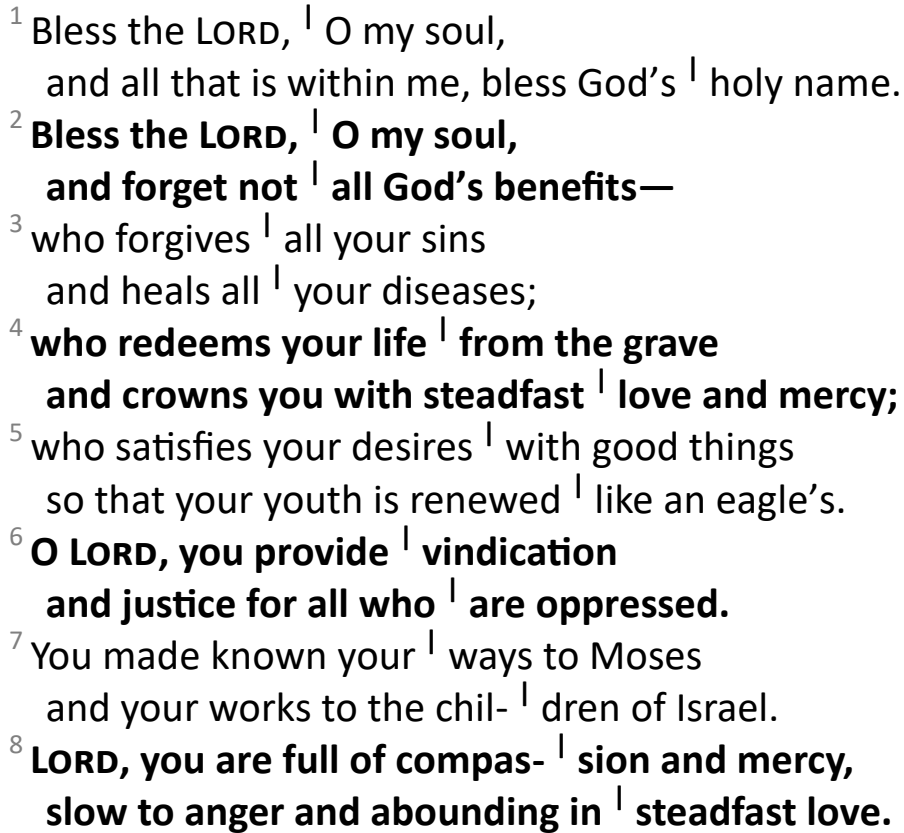 1 Bless the LORD, | O my soul,
and all that is within me, bless God's | holy name.
2 Bless the LORD, | O my soul,
and forget not | all God's benefits—
3 who forgives | all your sins
and heals all | your diseases;
4 who redeems your life | from the grave
and crowns you with steadfast | love and mercy;
5 who satisfies your desires | with good things
so that your youth is renewed | like an eagle’s.
6 O LORD, you provide | vindication
and justice for all who | are oppressed.
7 You made known your | ways to Moses
and your works to the chil- | dren of Israel.
8 LORD, you are full of compas- | sion and mercy,
slow to anger and abounding in | steadfast love.